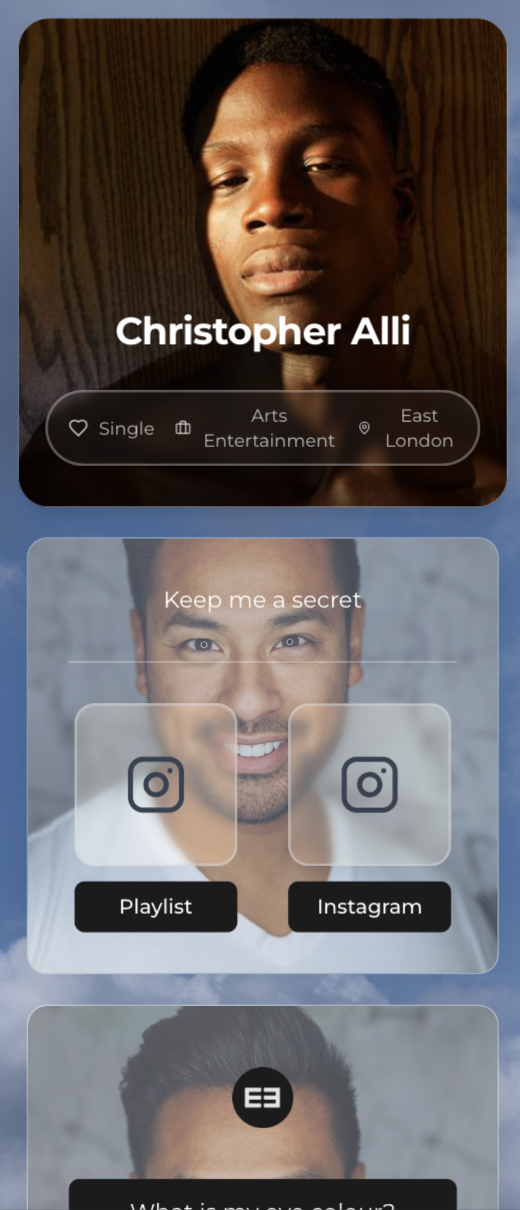 Christopher Alli
Single
Arts
Entertainment
East
London
Keep me a secret
Playlist
Instagram
What is my eye colour?